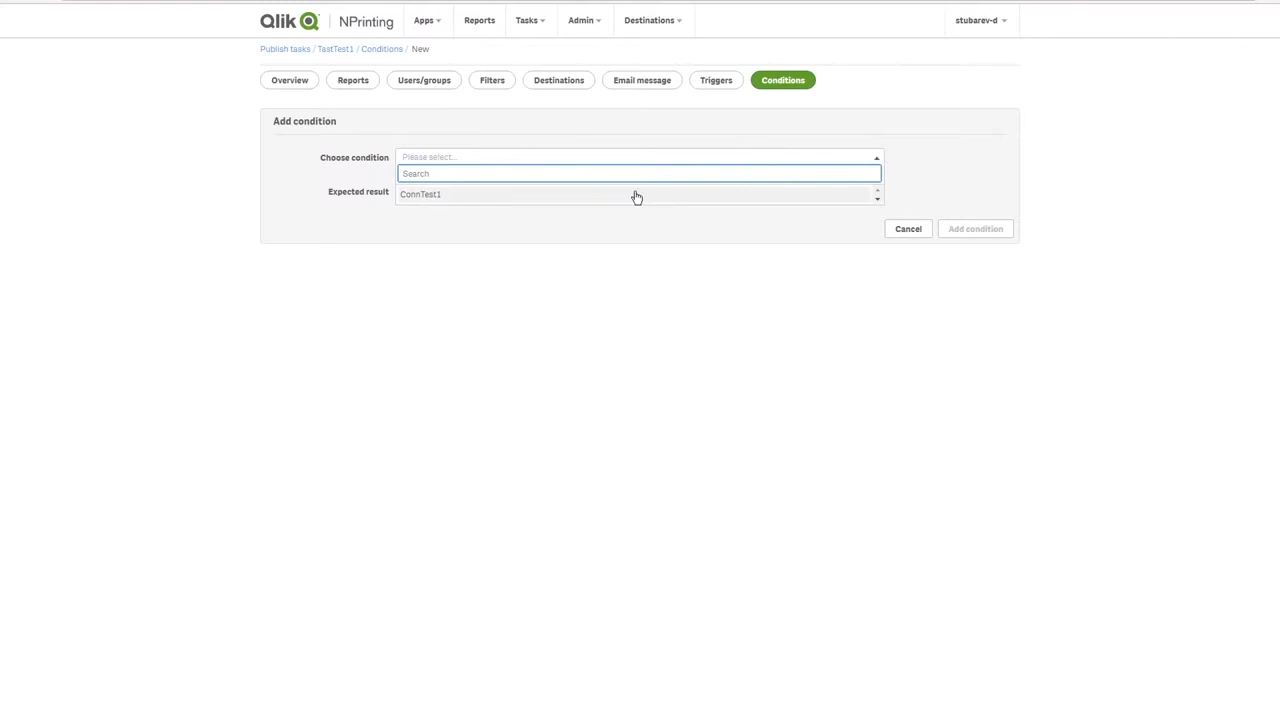 Qlik NPrinting Apps Reports Tasks Admin Destinations stubarev-d
Publish tasks / TastTest1 / Conditions / New
Overview Reports Users/groups Filters Destinations Email message Triggers Conditions
Add condition
Choose condition Please select...
Search
Expected result ConnTest1
Cancel Add condition